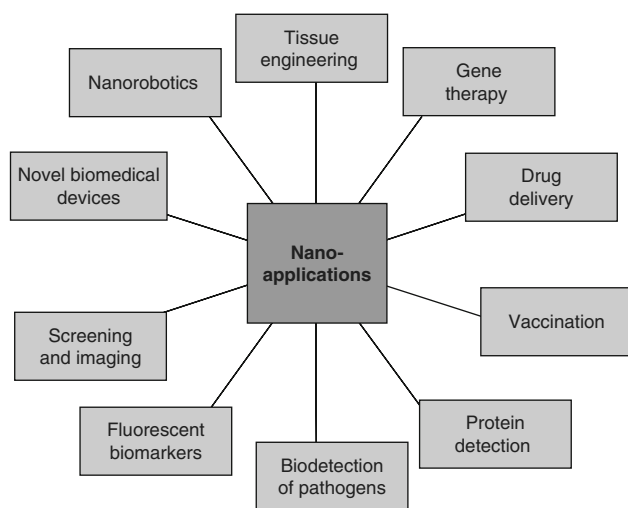 Tissue
engineering
Gene
therapy
Nanorobotics
Novel biomedical
devices
Drug
delivery
Nano-
applications
Vaccination
Screening
and imaging
Protein
detection
Fluorescent
biomarkers
Biodetection
of pathogens